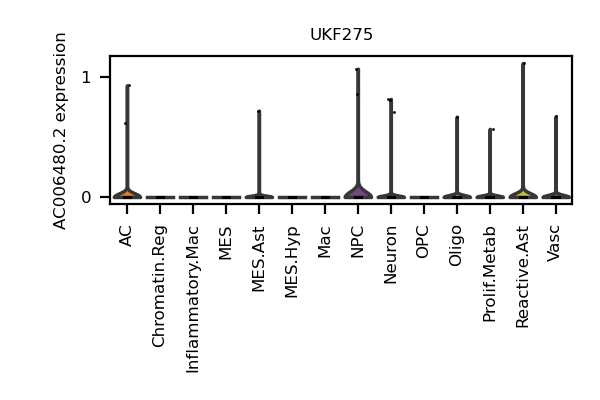 UKF275
AC006480.2 expression
1
0
AC
Chromatin.Reg
Inflammatory.Mac
MES
MES.Ast
MES.Hyp
Mac
NPC
Neuron
OPC
Oligo
Prolif.Metab
Reactive.Ast
Vasc